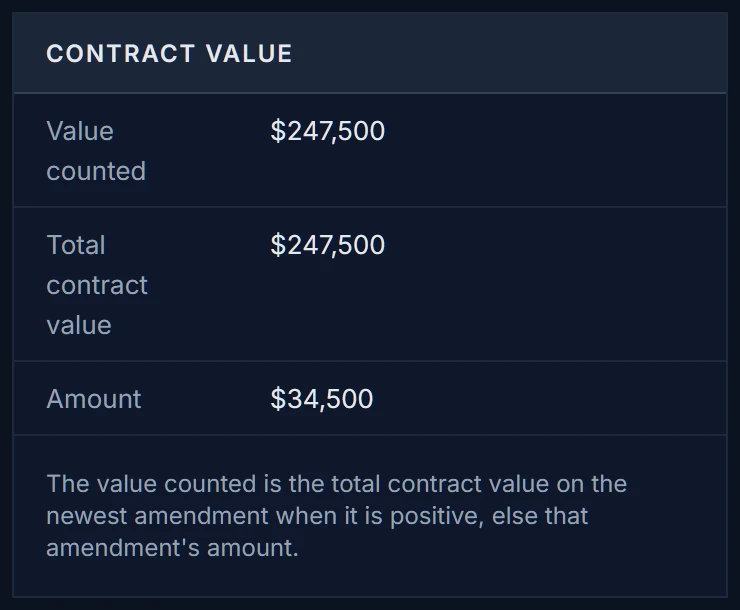 CONTRACT VALUE
Value counted
$247,500
Total contract value
$247,500
Amount
$34,500
The value counted is the total contract value on the
newest amendment when it is positive, else that
amendment's amount.